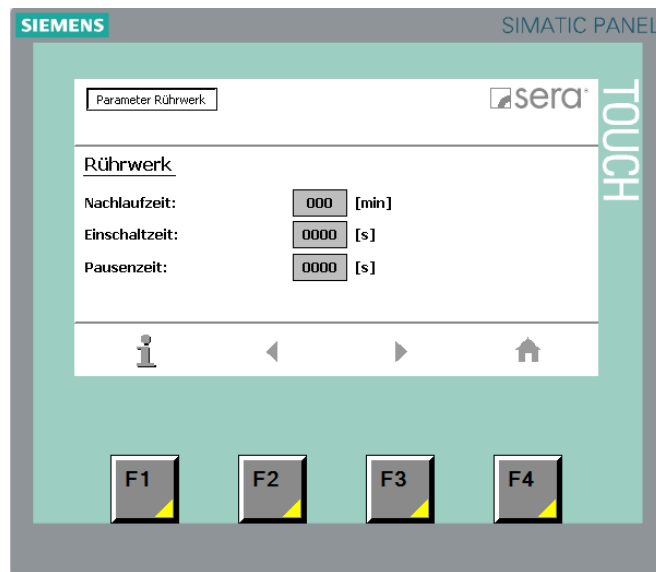 SIEMENS
SIMATIC PANEL
TOUCH
Parameter Rührwerk
sera
Rührwerk
Nachlaufzeit: 000 [min]
Einschaltzeit: 0000 [s]
Pausenzeit: 0000 [s]
F1 F2 F3 F4